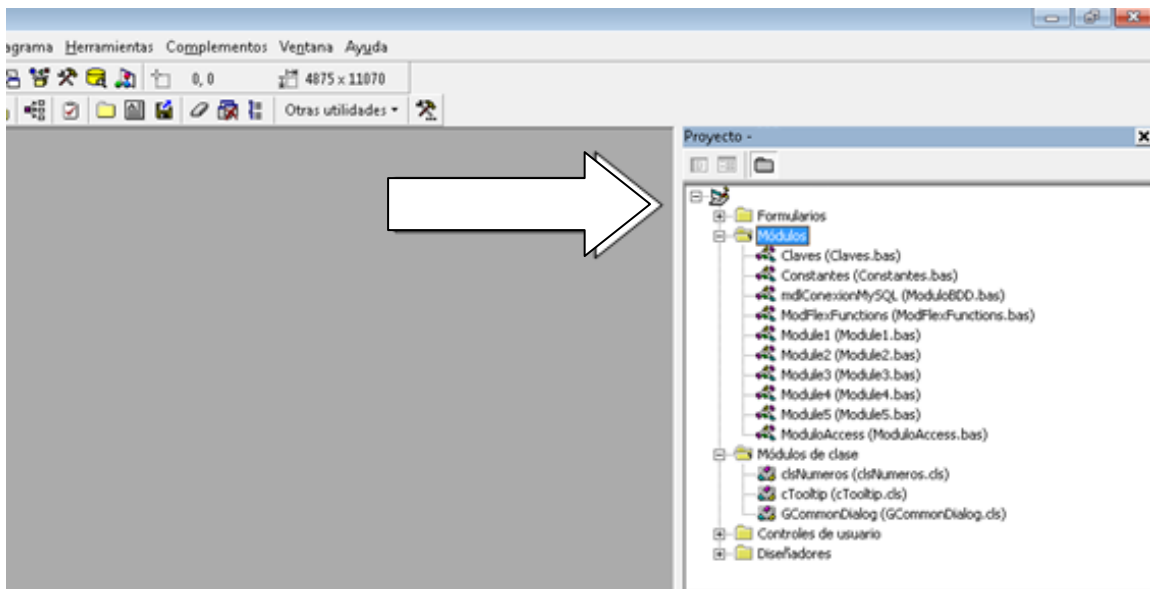 agrama Herramientas Complementos Ventana Ayuda
0, 0 4875 x 11070
Otras utilidades
Proyecto -
Formularios
Módulos
Claves (Claves.bas)
Constantes (Constantes.bas)
mdlConexionMySQL (ModuloBDD.bas)
ModFlexFunctions (ModFlexFunctions.bas)
Module1 (Module1.bas)
Module2 (Module2.bas)
Module3 (Module3.bas)
Module4 (Module4.bas)
Module5 (Module5.bas)
ModuloAccess (ModuloAccess.bas)
Módulos de clase
clsNumeros (clsNumeros.cls)
cTooltip (cTooltip.cls)
GCommonDialog (GCommonDialog.cls)
Controles de usuario
Diseñadores